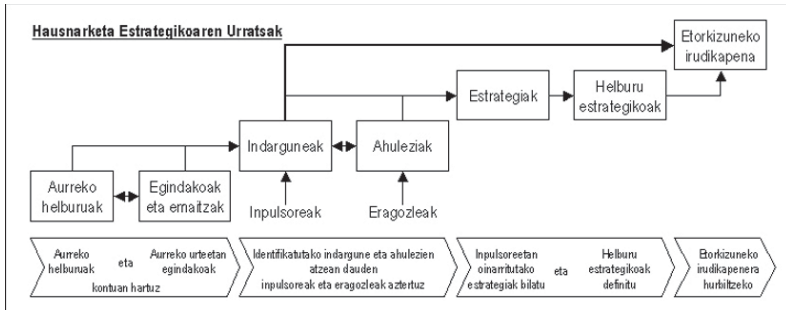 Hausnarketa Estrategikoaren Urratsak
Etorkizuneko
irudikapena
Estrategiak
Helburu
estrategikoak
Indarguneak
Ahuleziak
Aurreko
helburuak
Egindakoak
eta emaitzak
Inpulsoreak
Eragozleak
Aurreko
helburuak
eta
Aurreko urteetan
egindakoak
kontuan hartuz
Identifikatutako indargune eta ahulezien
atzean dauden
inpulsoreak eta eragozleak aztertuz
Inpulsoreetan
oinarritutako
estrategiak bilatu
eta
Helburu
estrategikoak
definitu
Etorkizuneko
irudikapenera
hurbiltzeko